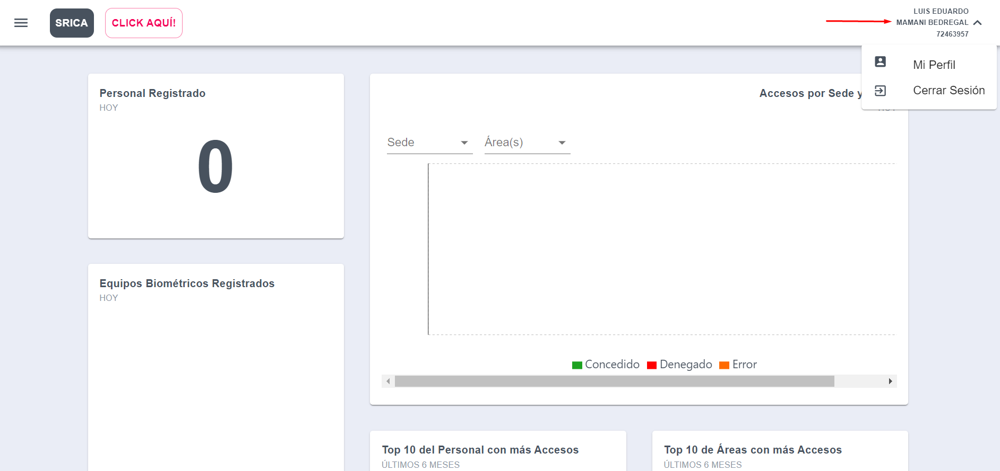 SRICA
CLICK AQUÍ!
LUIS EDUARDO
MAMANI BEDREGAL
72463957
Mi Perfil
Cerrar Sesión
Personal Registrado
HOY
0
Accesos por Sede y
Sede
Área(s)
Concedido
Denegado
Error
Equipos Biométricos Registrados
HOY
Top 10 del Personal con más Accesos
ÚLTIMOS 6 MESES
Top 10 de Áreas con más Accesos
ÚLTIMOS 6 MESES